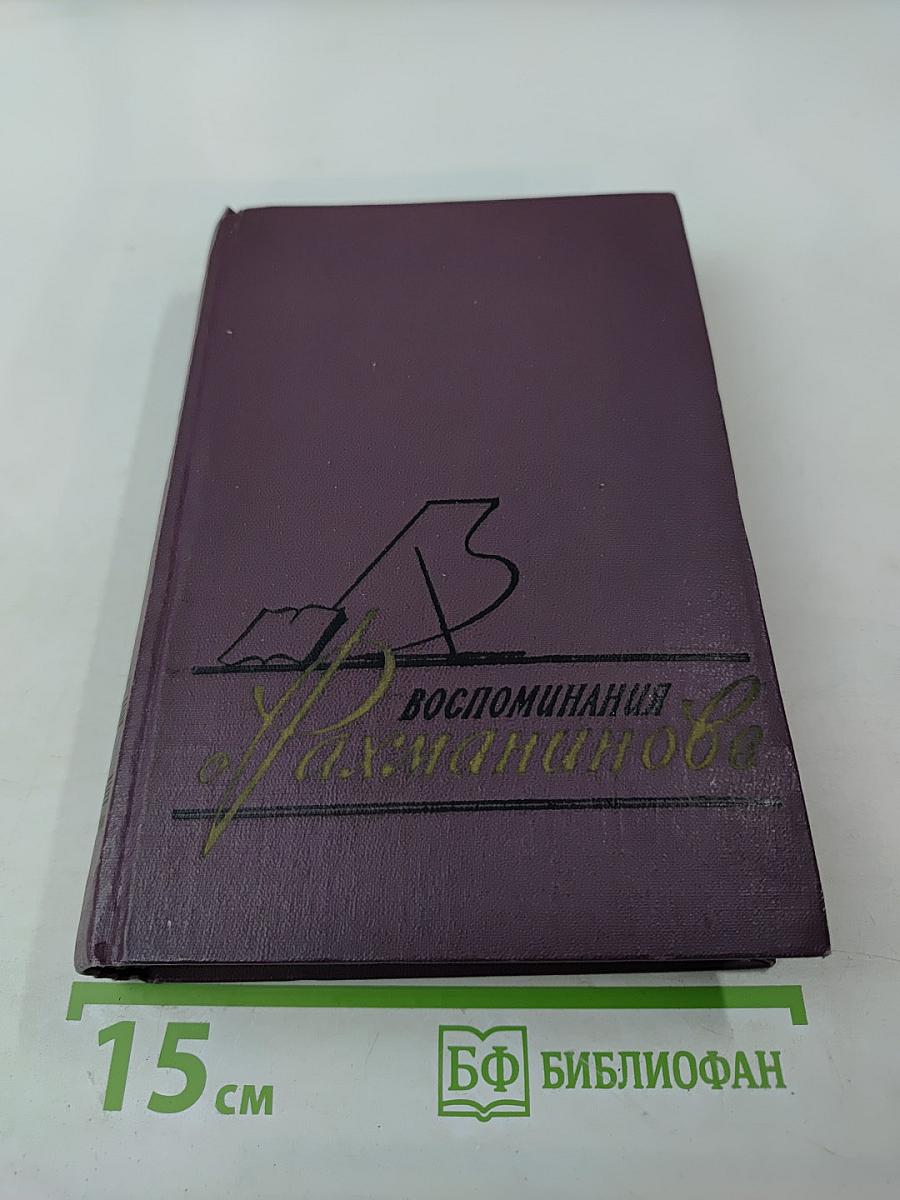 ВОСПОМИНАНИЯ
о Рахманинове
15 см
БФ БИБЛИОФАН